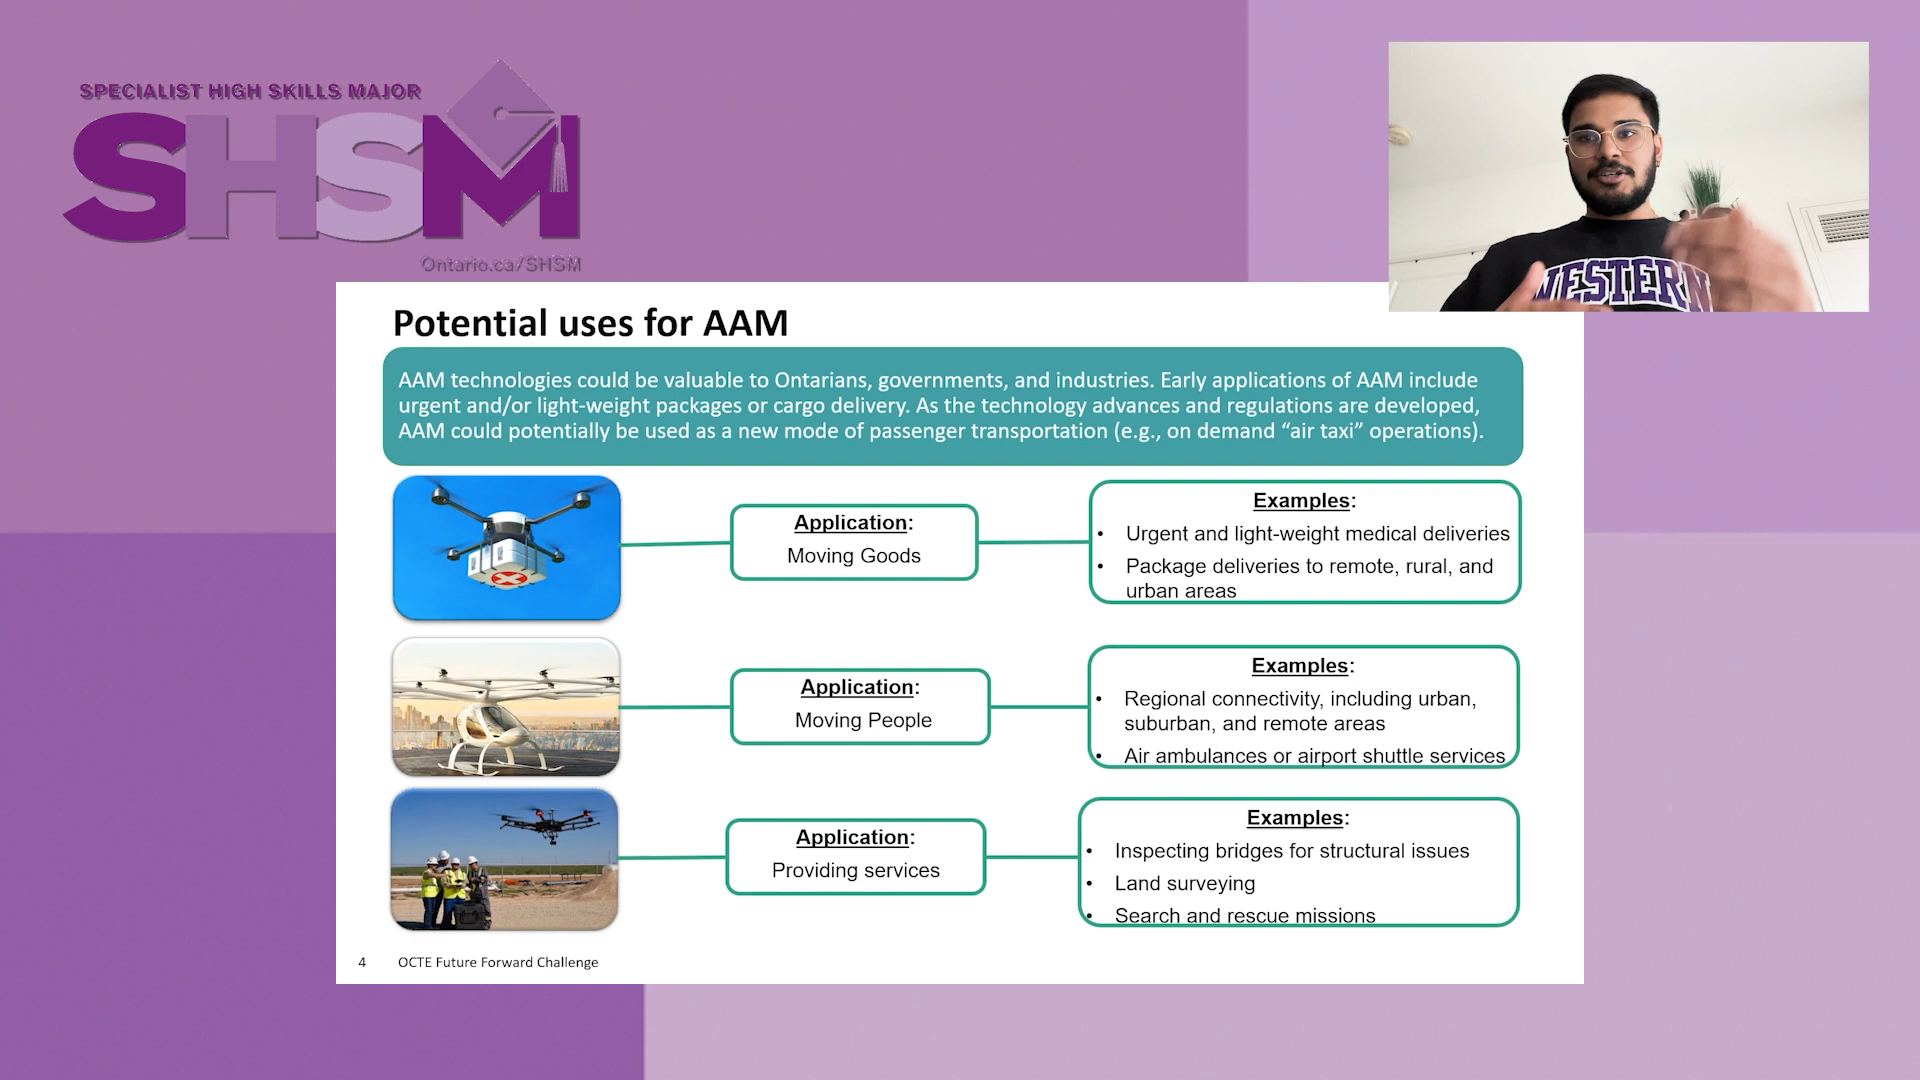 SPECIALIST HIGH SKILLS MAJOR
SHSM
Ontario.ca/SHSM
WESTERN
Potential uses for AAM
AAM technologies could be valuable to Ontarians, governments, and industries. Early applications of AAM include
urgent and/or light-weight packages or cargo delivery. As the technology advances and regulations are developed,
AAM could potentially be used as a new mode of passenger transportation (e.g., on demand “air taxi” operations).
Application:
Moving Goods
Examples:
• Urgent and light-weight medical deliveries
• Package deliveries to remote, rural, and
urban areas
Application:
Moving People
Examples:
• Regional connectivity, including urban,
suburban, and remote areas
• Air ambulances or airport shuttle services
Application:
Providing services
Examples:
• Inspecting bridges for structural issues
• Land surveying
• Search and rescue missions
4 OCTE Future Forward Challenge